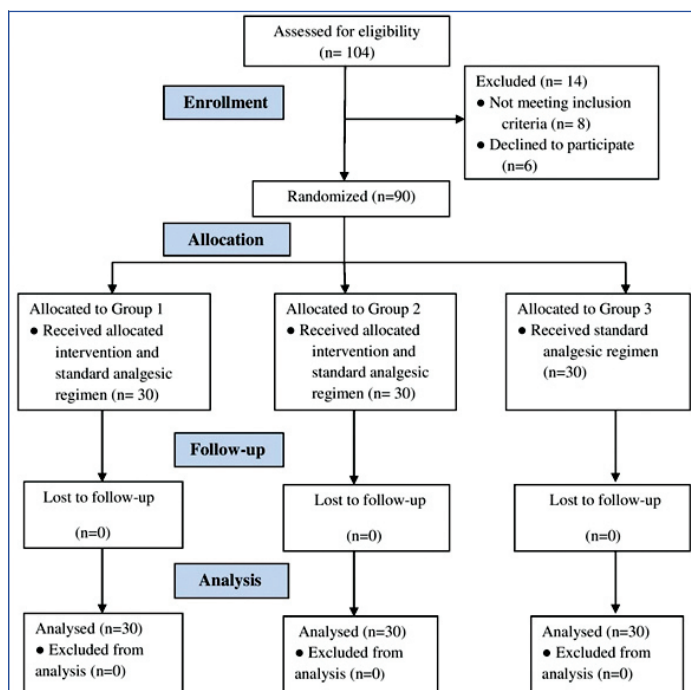 Assessed for eligibility
(n= 104)
Enrollment
Excluded (n= 14)
● Not meeting inclusion
criteria (n= 8)
● Declined to participate
(n=6)
Randomized (n=90)
Allocation
Allocated to Group 1
● Received allocated
intervention and
standard analgesic
regimen (n= 30)
Allocated to Group 2
● Received allocated
intervention and
standard analgesic
regimen (n= 30)
Allocated to Group 3
● Received standard
analgesic regimen
(n=30)
Follow-up
Lost to follow-up
(n=0)
Lost to follow-up
(n=0)
Lost to follow-up
(n=0)
Analysis
Analysed (n=30)
● Excluded from
analysis (n=0)
Analysed (n=30)
● Excluded from
analysis (n=0)
Analysed (n=30)
● Excluded from
analysis (n=0)